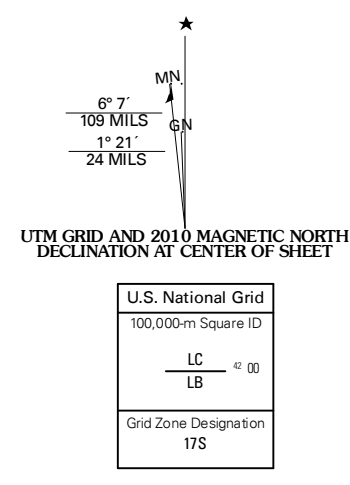 ★
MN
6° 7´
109 MILS
GN
1° 21´
24 MILS
UTM GRID AND 2010 MAGNETIC NORTH
DECLINATION AT CENTER OF SHEET
U.S. National Grid
100,000-m Square ID
LC
42 00
LB
Grid Zone Designation
17S